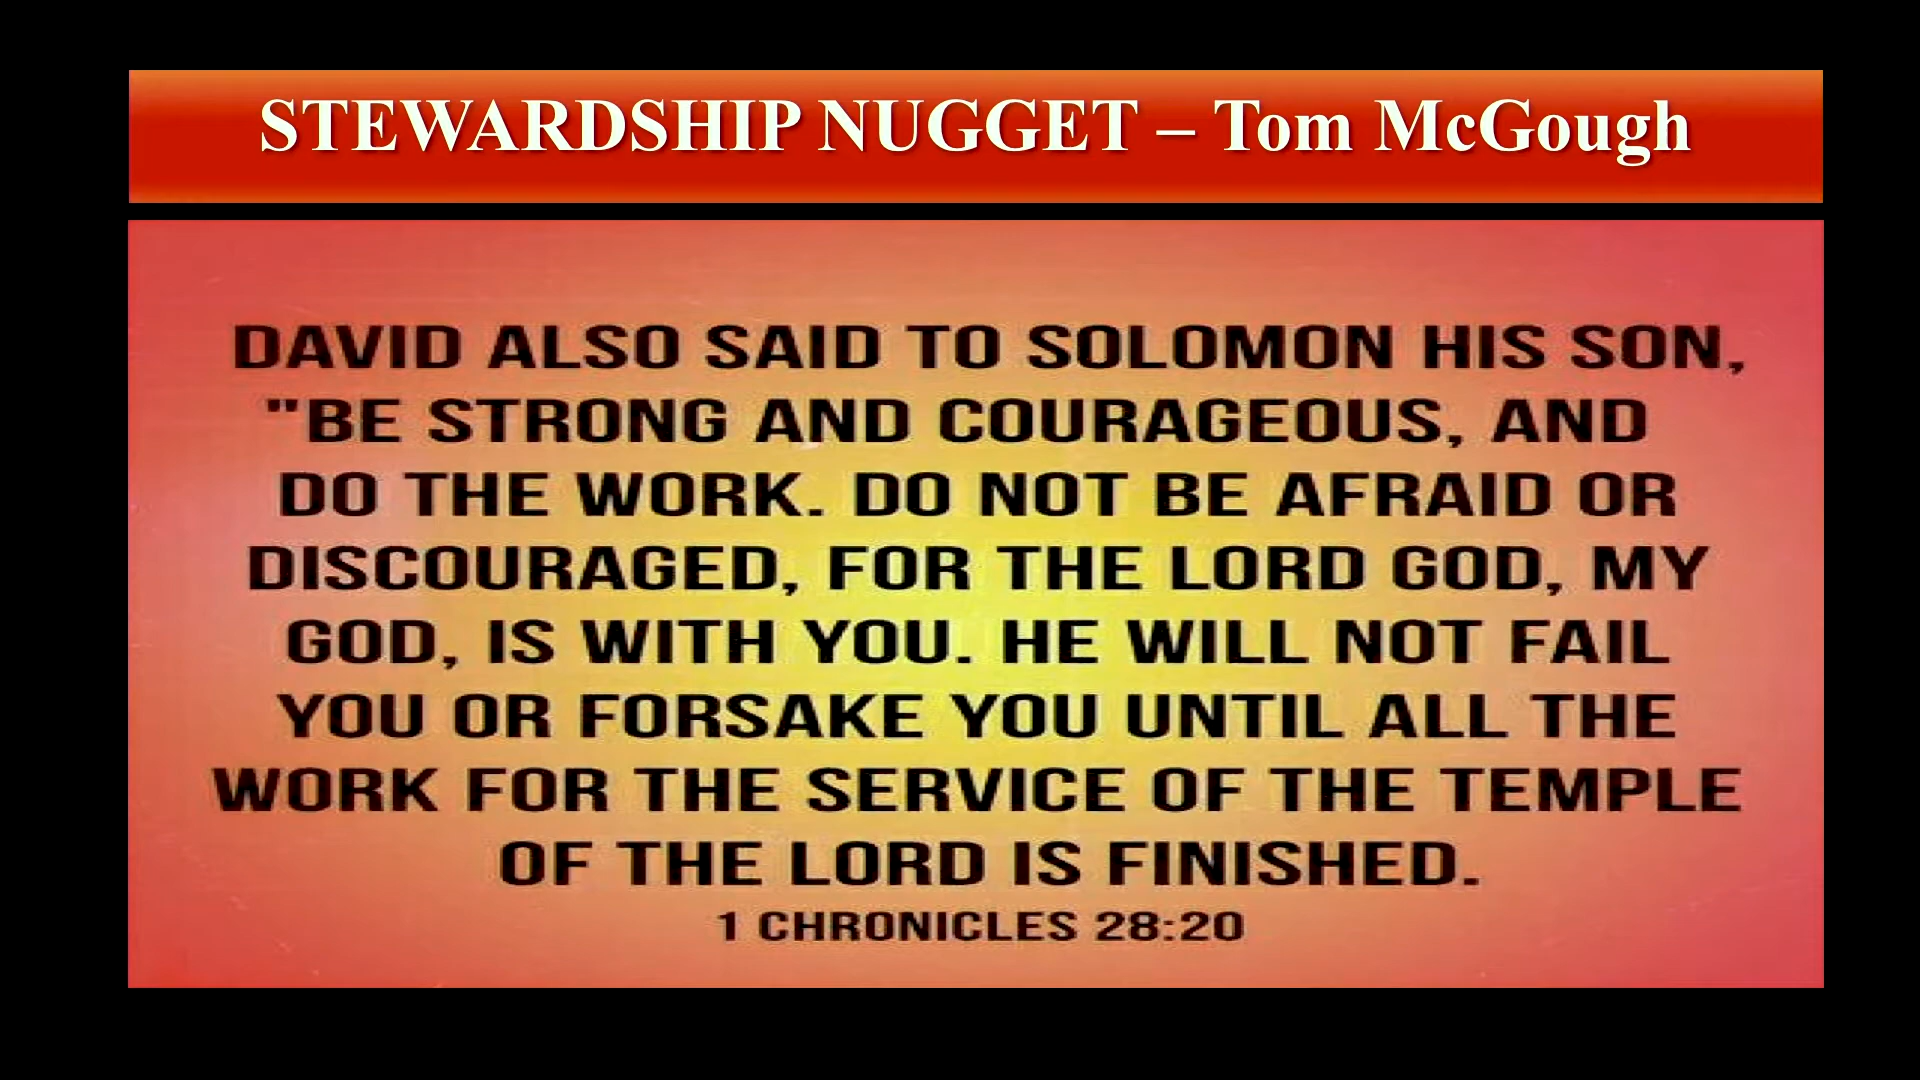 STEWARDSHIP NUGGET – Tom McGough
DAVID ALSO SAID TO SOLOMON HIS SON,
"BE STRONG AND COURAGEOUS, AND
DO THE WORK. DO NOT BE AFRAID OR
DISCOURAGED, FOR THE LORD GOD, MY
GOD, IS WITH YOU. HE WILL NOT FAIL
YOU OR FORSAKE YOU UNTIL ALL THE
WORK FOR THE SERVICE OF THE TEMPLE
OF THE LORD IS FINISHED.
1 CHRONICLES 28:20